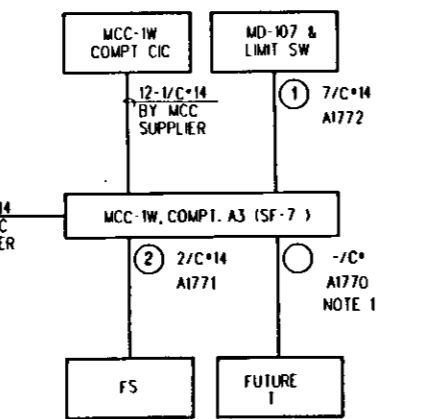 MCC-1W
COMPT C1C
MD-107 &
LIMIT SW
12-1/C#14
BY MCC
SUPPLIER
1
7/C#14
A1772
14
C
ER
MCC-1W, COMPT. A3 (SF-7 )
2
2/C#14
A1771
-/C#
A1770
NOTE 1
FS
FUTURE
T